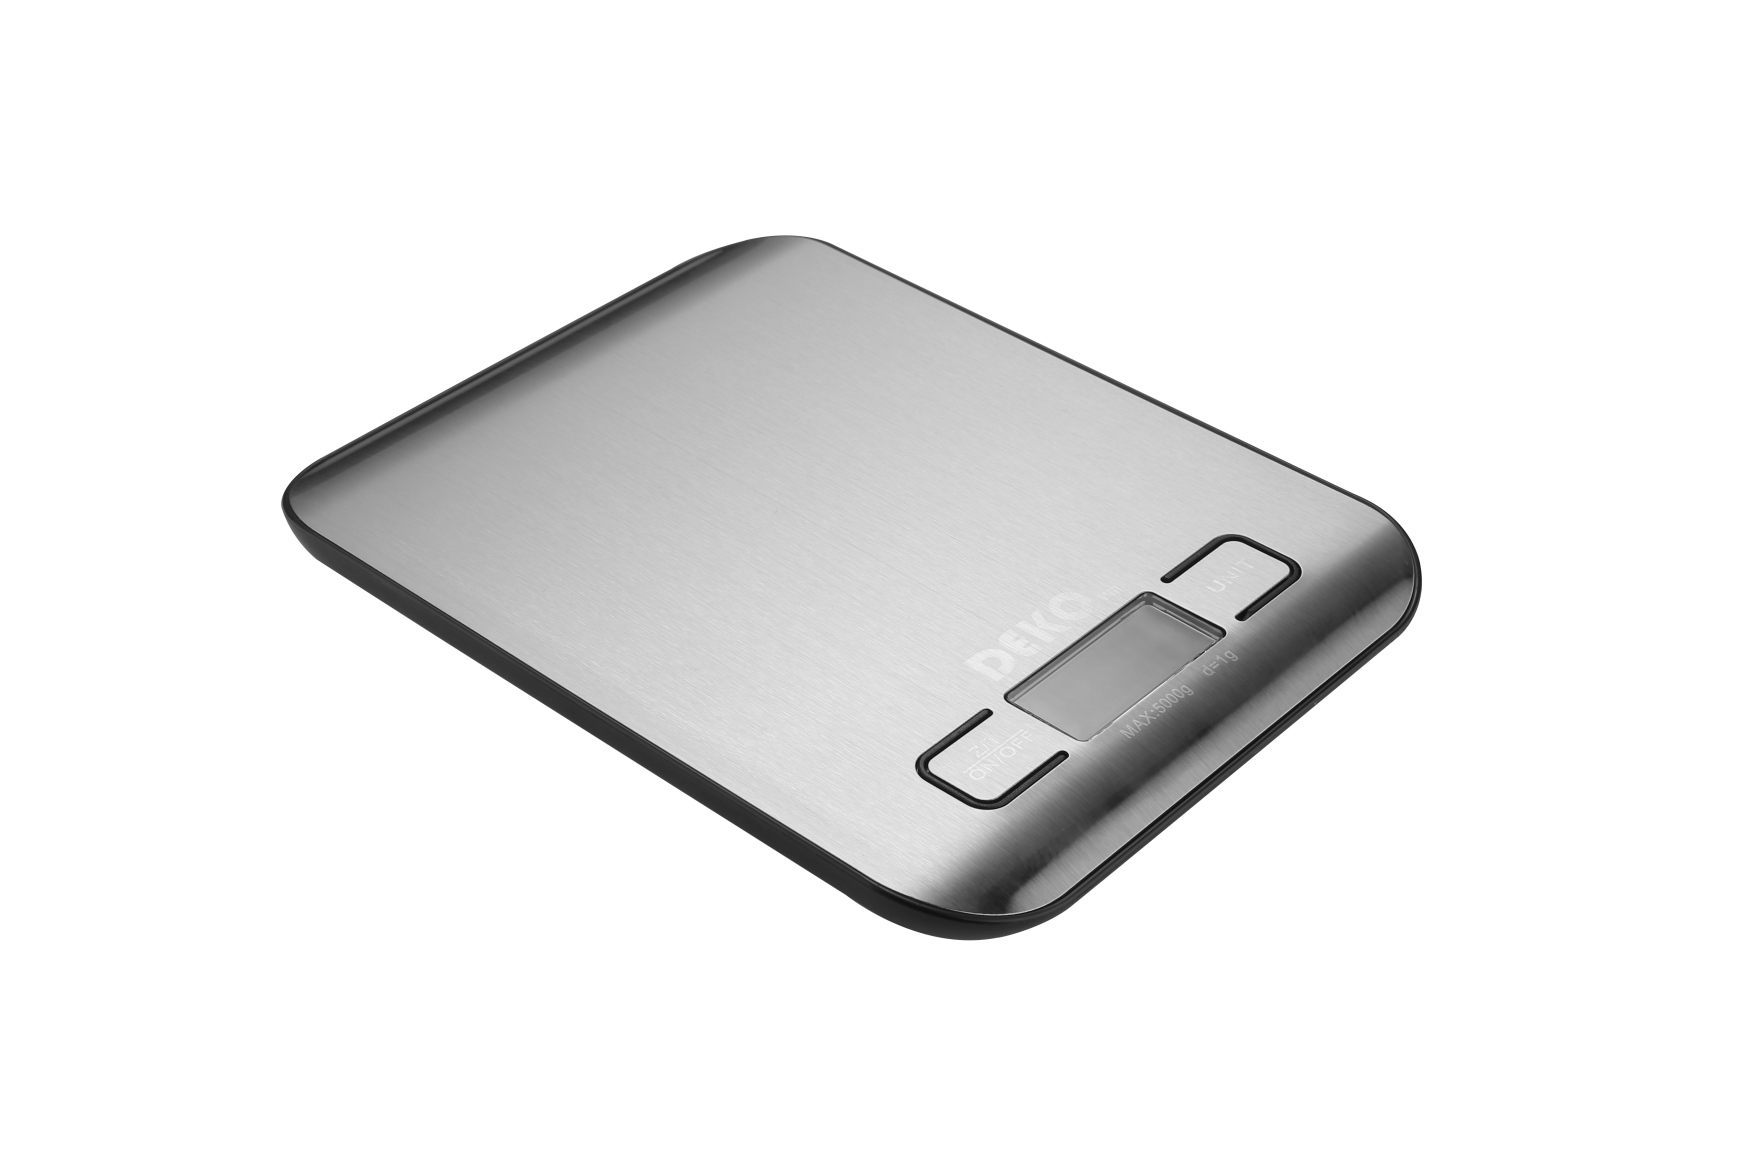 DEKO
UNIT
Z/T
ON/OFF
MAX:5000g d=1g